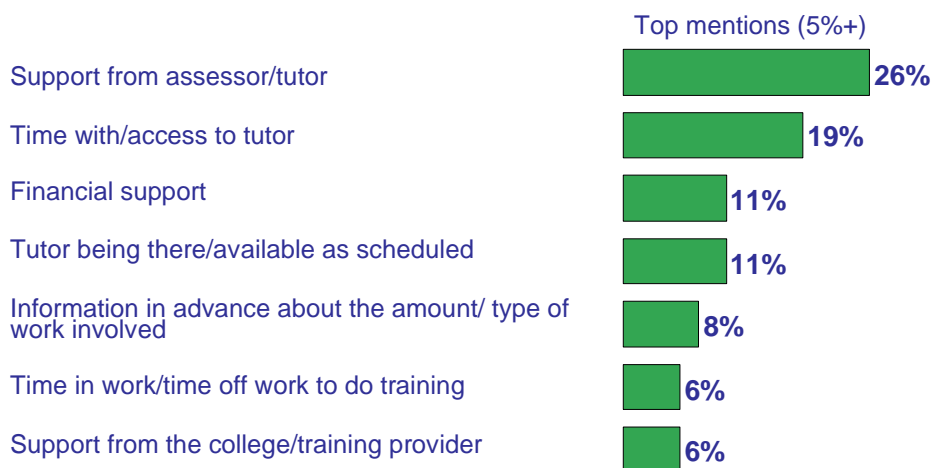 Top mentions (5%+)
Support from assessor/tutor
26%
Time with/access to tutor
19%
Financial support
11%
Tutor being there/available as scheduled
11%
Information in advance about the amount/ type of
work involved
8%
Time in work/time off work to do training
6%
Support from the college/training provider
6%